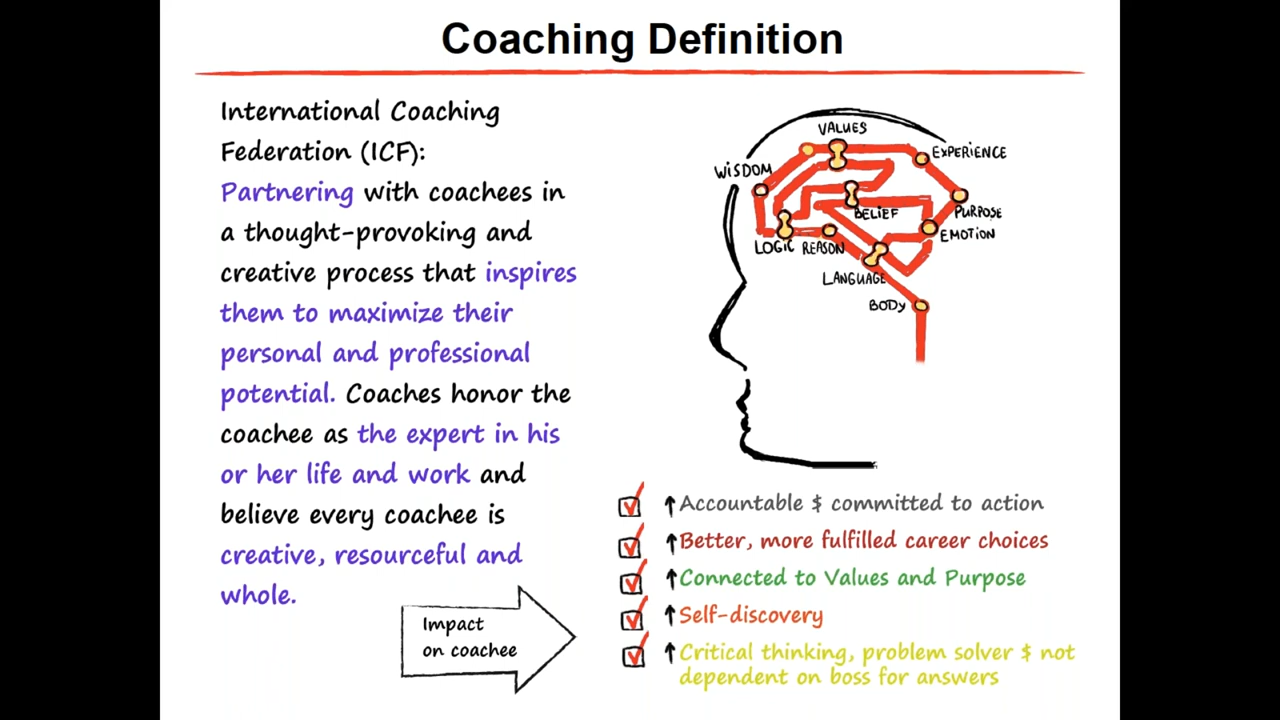 Coaching Definition
International Coaching
Federation (ICF):
Partnering with coachees in
a thought-provoking and
creative process that inspires
them to maximize their
personal and professional
potential. Coaches honor the
coachee as the expert in his
or her life and work and
believe every coachee is
creative, resourceful and
whole.
Impact
on coachee
VALUES
EXPERIENCE
WISDOM
BELIEF
PURPOSE
EMOTION
LOGIC
REASON
LANGUAGE
BODY
↑Accountable $ committed to action
↑Better, more fulfilled career choices
↑Connected to Values and Purpose
↑Self-discovery
↑Critical thinking, problem solver $ not
dependent on boss for answers